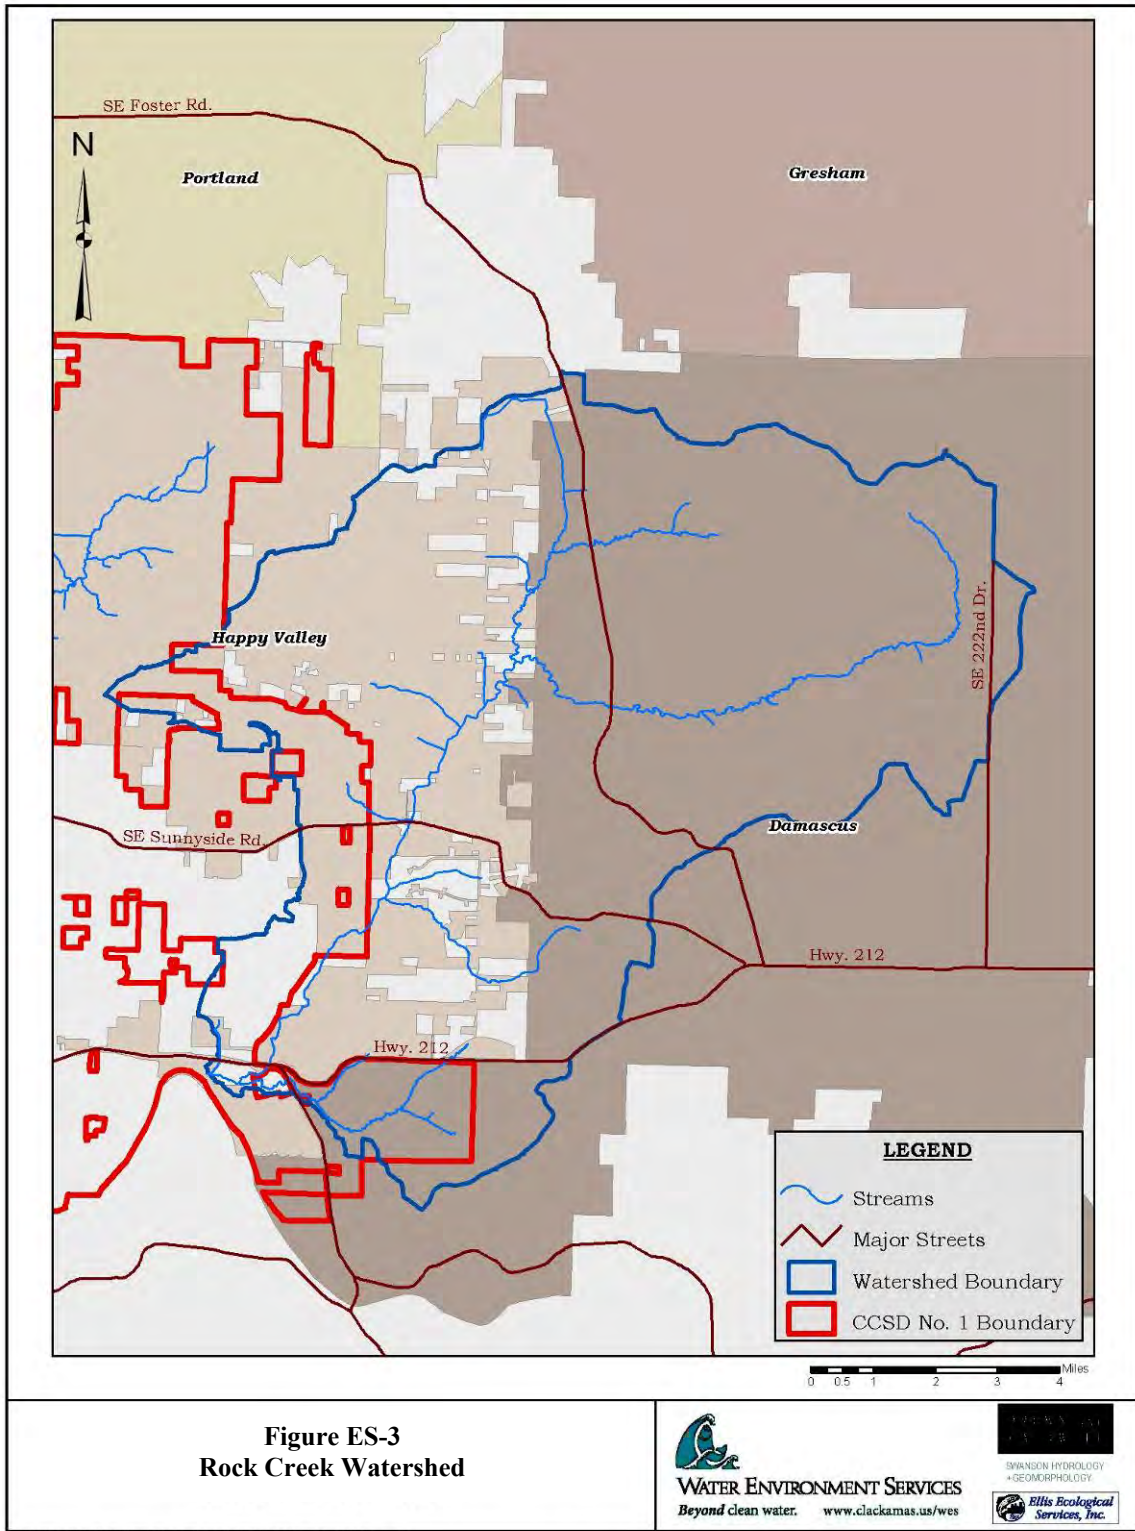 SE Foster Rd.
N
Portland
Gresham
Happy Valley
SE 222nd Dr.
SE Sunnyside Rd.
Damascus
Hwy. 212
Hwy. 212
LEGEND
Streams
Major Streets
Watershed Boundary
CCSD No. 1 Boundary
Miles
0 0.5 1 2 3 4
Figure ES-3
Rock Creek Watershed
WATER ENVIRONMENT SERVICES
Beyond clean water. www.clackamas.us/wes
SWANSON HYDROLOGY
+GEOMORPHOLOGY
Ellis Ecological
Services, Inc.